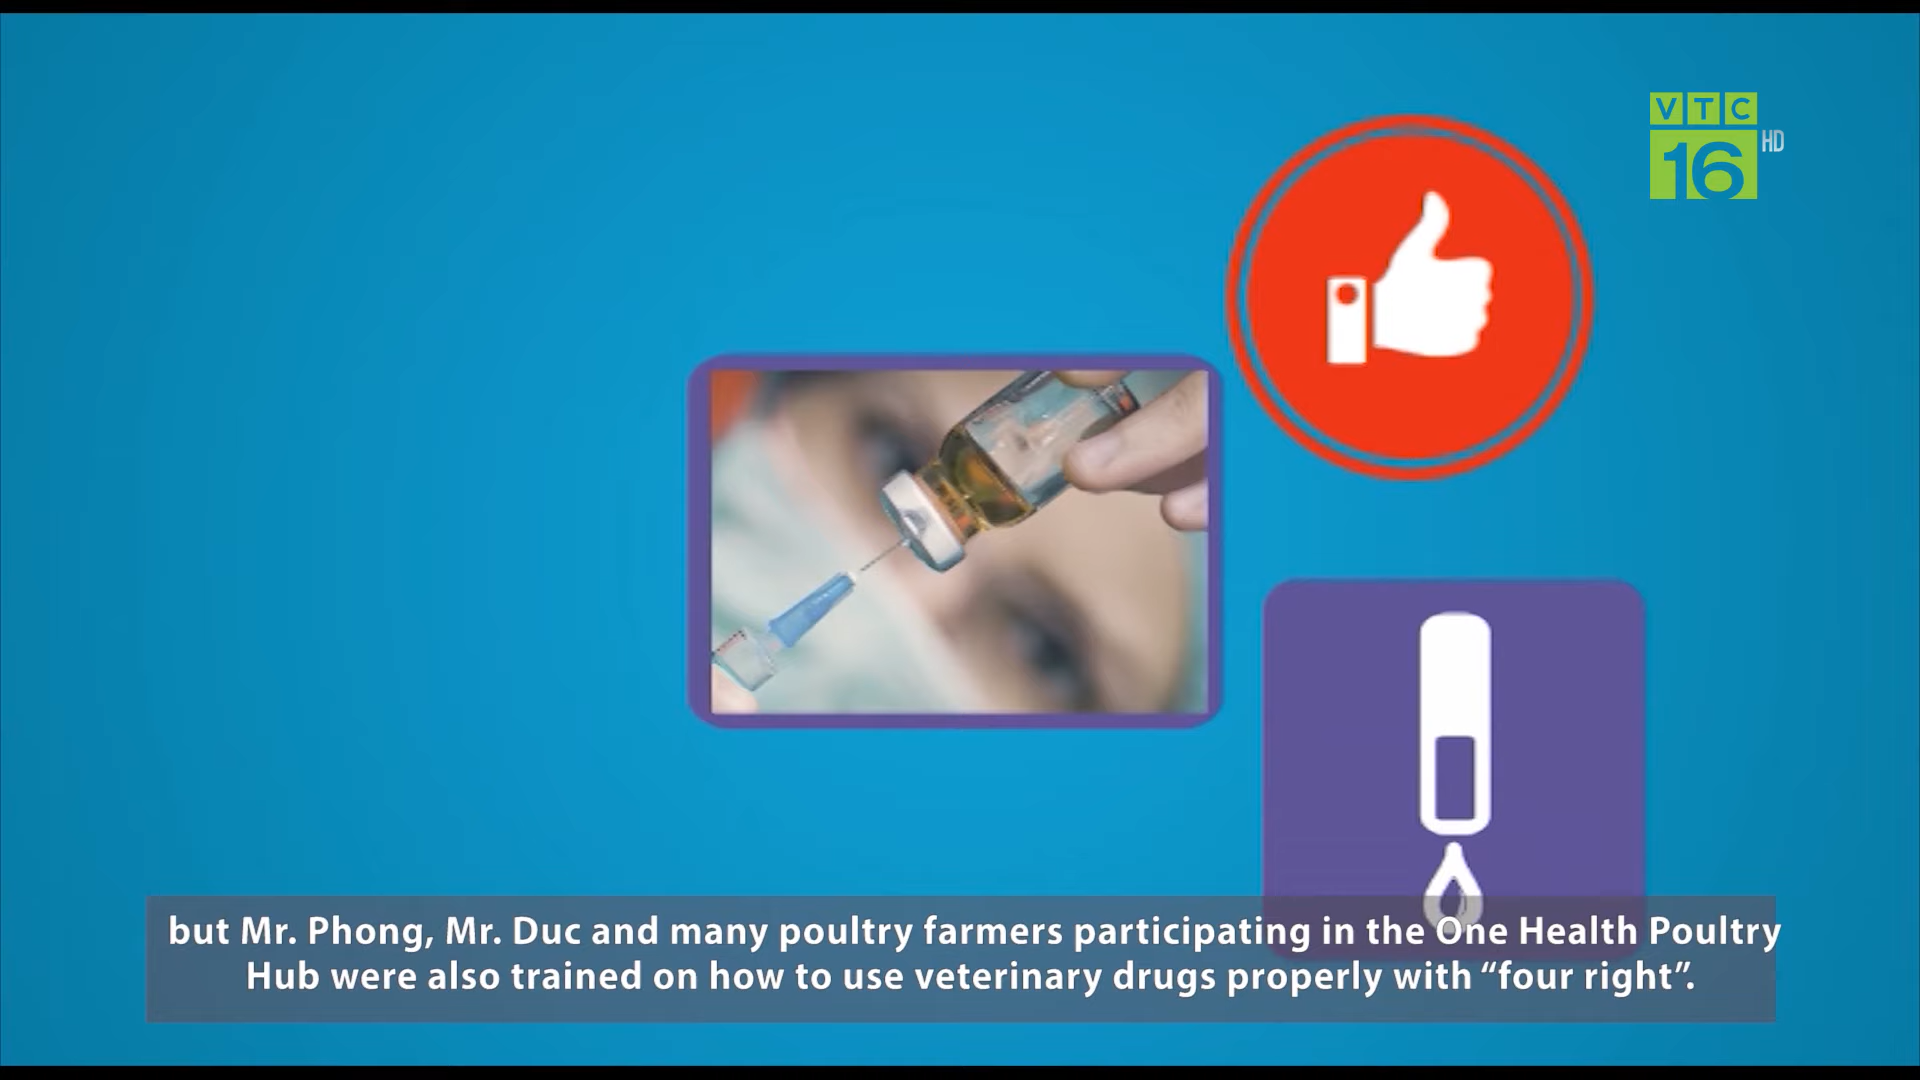 VTC
16 HD
but Mr. Phong, Mr. Duc and many poultry farmers participating in the One Health Poultry
Hub were also trained on how to use veterinary drugs properly with “four right”.